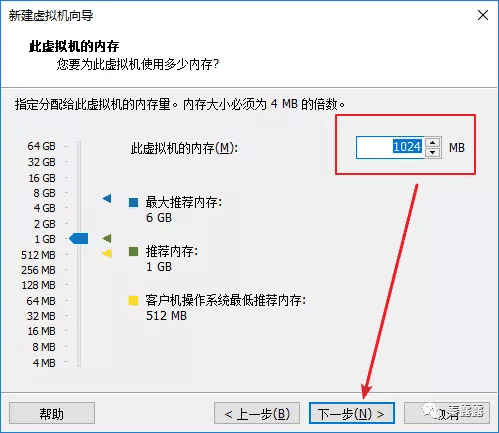 新建虚拟机向导
此虚拟机的内存
您要为此虚拟机使用多少内存?
指定分配给此虚拟机的内存量。内存大小必须为 4 MB 的倍数。
此虚拟机的内存(M):
1024 MB
64 GB
32 GB
16 GB
8 GB
4 GB
2 GB
1 GB
512 MB
256 MB
128 MB
64 MB
32 MB
16 MB
8 MB
4 MB
最大推荐内存:
6 GB
推荐内存:
1 GB
客户机操作系统最低推荐内存:
512 MB
帮助
< 上一步(B)
下一步(N) >
取消